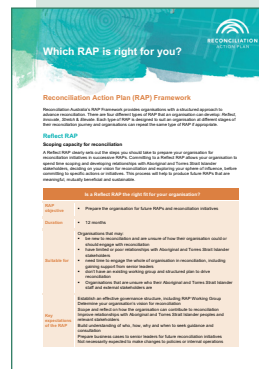 RECONCILIATION
ACTION PLAN
Which RAP is right for you?
Reconciliation Action Plan (RAP) Framework
Reconciliation Australia's RAP Framework provides organisations with a structured approach to
advance reconciliation. There are four different types of RAP that an organisation can develop: Reflect,
Innovate, Stretch & Elevate. Each type of RAP is designed to suit an organisation at different stages of
their reconciliation journey and organisations can repeat the same type of RAP if appropriate.
Reflect RAP
Scoping capacity for reconciliation
A Reflect RAP clearly sets out the steps you should take to prepare your organisation for
reconciliation initiatives in successive RAPs. Committing to a Reflect RAP allows your organisation to
spend time scoping and developing relationships with Aboriginal and Torres Strait Islander
stakeholders, deciding on your vision for reconciliation and exploring your sphere of influence, before
committing to specific actions or initiatives. This process will help to produce future RAPs that are
meaningful, mutually beneficial and sustainable.
Is a Reflect RAP the right fit for your organisation?
RAP
objective
• Prepare the organisation for future RAPs and reconciliation initiatives
Duration
• 12 months
Suitable for
Organisations that may:
• be new to reconciliation and are unsure of how their organisation could or
should engage with reconciliation
• have limited or poor relationships with Aboriginal and Torres Strait Islander
stakeholders
• need time to engage the whole of organisation in reconciliation, including
gaining support from senior leaders
• don't have an existing working group and structured plan to drive
reconciliation
• Organisations that are unsure who their Aboriginal and Torres Strait Islander
staff and external stakeholders are
Key
expectations
of the RAP
Establish an effective governance structure, including RAP Working Group
Determine your organisation's vision for reconciliation
Scope and reflect on how the organisation can contribute to reconciliation
Improve relationships with Aboriginal and Torres Strait Islander peoples and
relevant stakeholders
Build understanding of who, how, why and when to seek guidance and
consultation
Prepare business cases to senior leaders for future reconciliation initiatives
Not necessarily expected to make changes to policies or internal operations